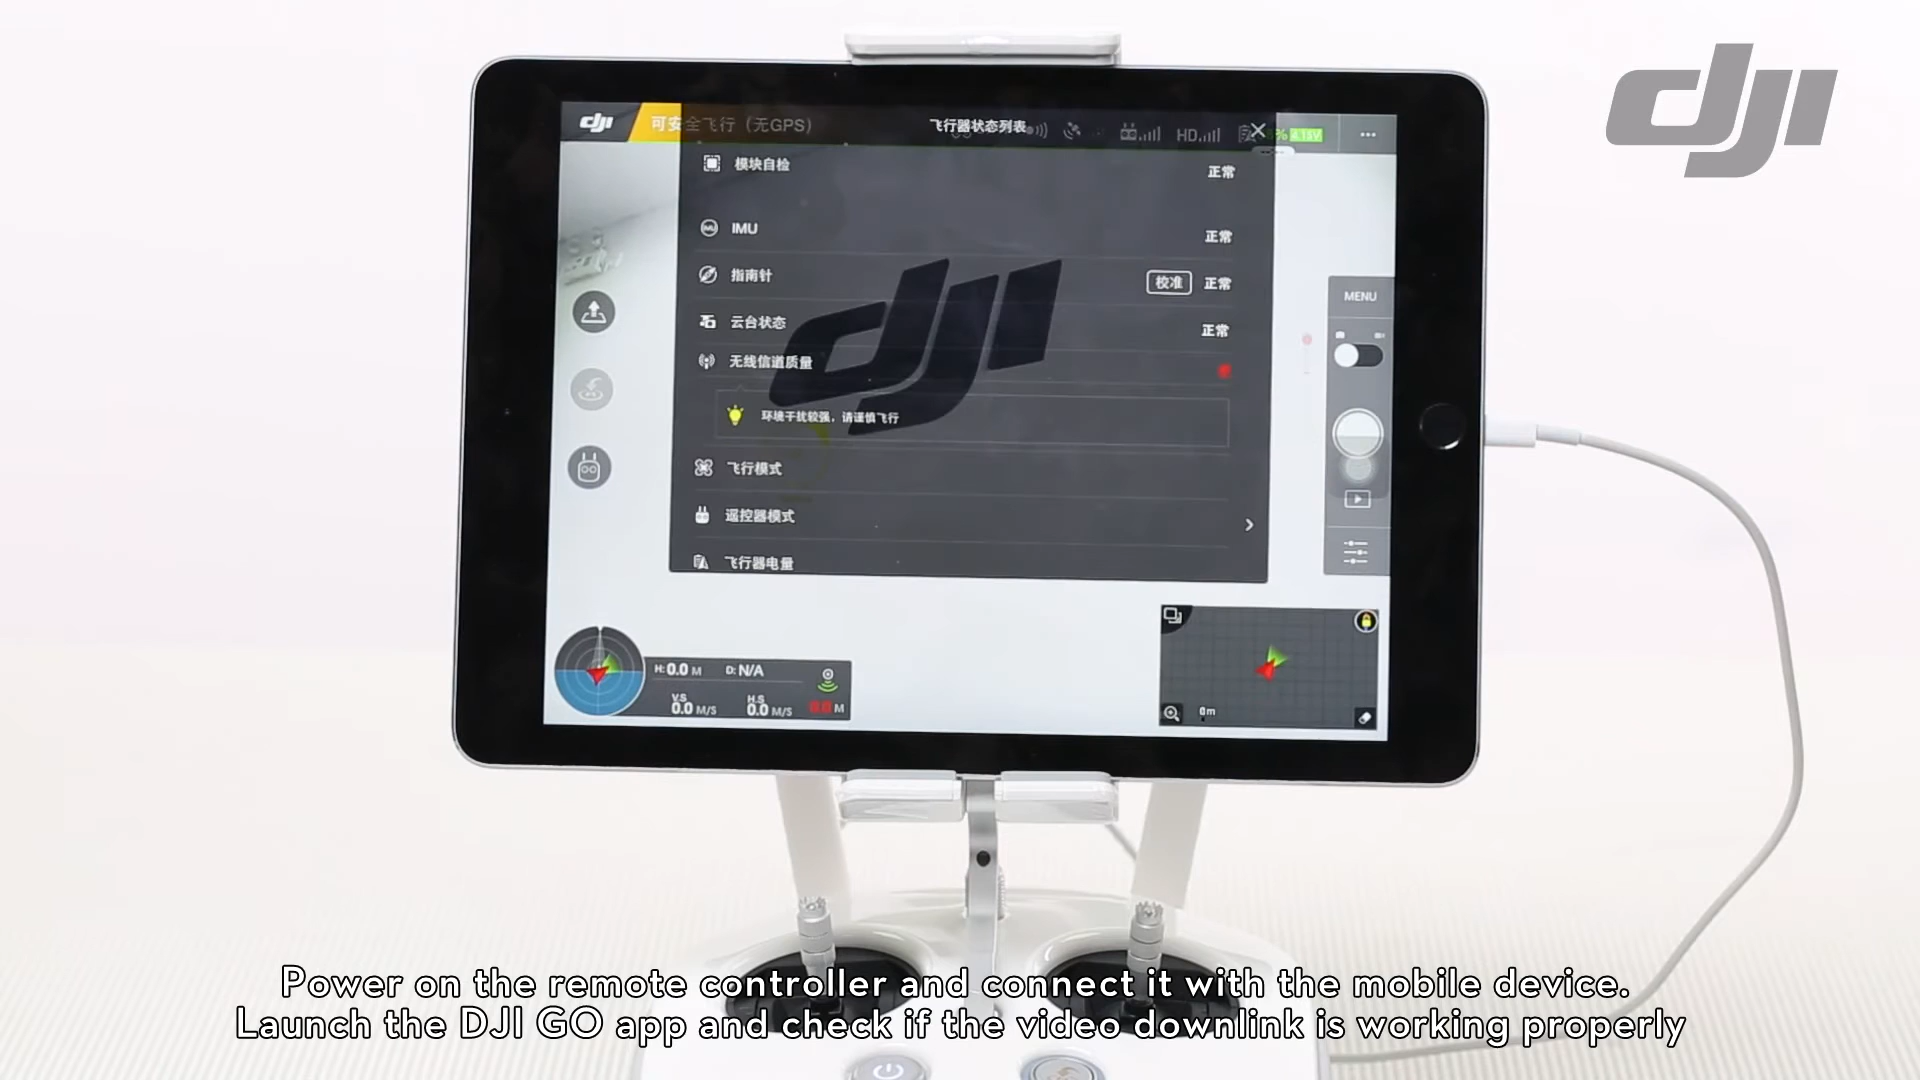 dji
dji
可安全飞行（无GPS）
飞行器状态列表
HD
模块自检
正常
IMU
正常
指南针
校准
正常
云台状态
正常
无线信道质量
环境干扰较强，请谨慎飞行
飞行模式
遥控器模式
飞行器电量
MENU
H: 0.0 M
D: N/A
V.S
0.0 M/S
H.S
0.0 M/S
0.0 M
0m
dji
Power on the remote controller and connect it with the mobile device.
Launch the DJI GO app and check if the video downlink is working properly